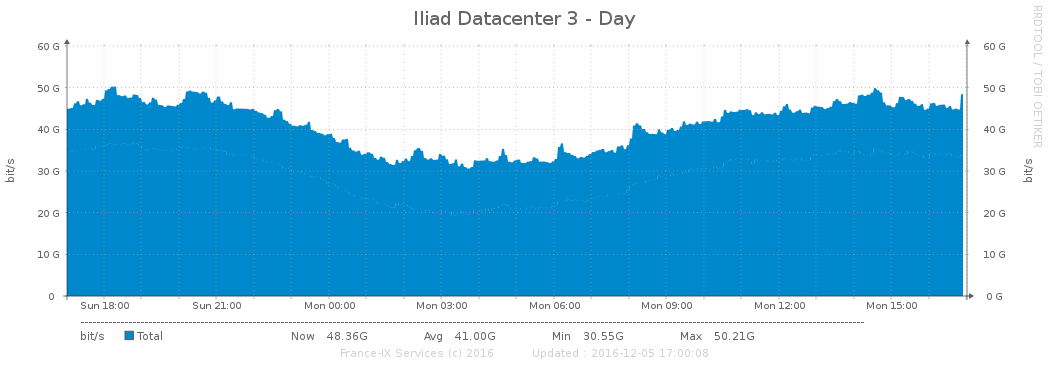 Iliad Datacenter 3 - Day
RRDTOOL / TOBI OETIKER
60 G 60 G
50 G 50 G
40 G 40 G
30 G 30 G
20 G 20 G
10 G 10 G
0 0 G
bit/s bit/s
Sun 18:00 Sun 21:00 Mon 00:00 Mon 03:00 Mon 06:00 Mon 09:00 Mon 12:00 Mon 15:00
bit/s Total Now 48.36G Avg 41.00G Min 30.55G Max 50.21G
France-IX Services (c) 2016 Updated : 2016-12-05 17:00:08